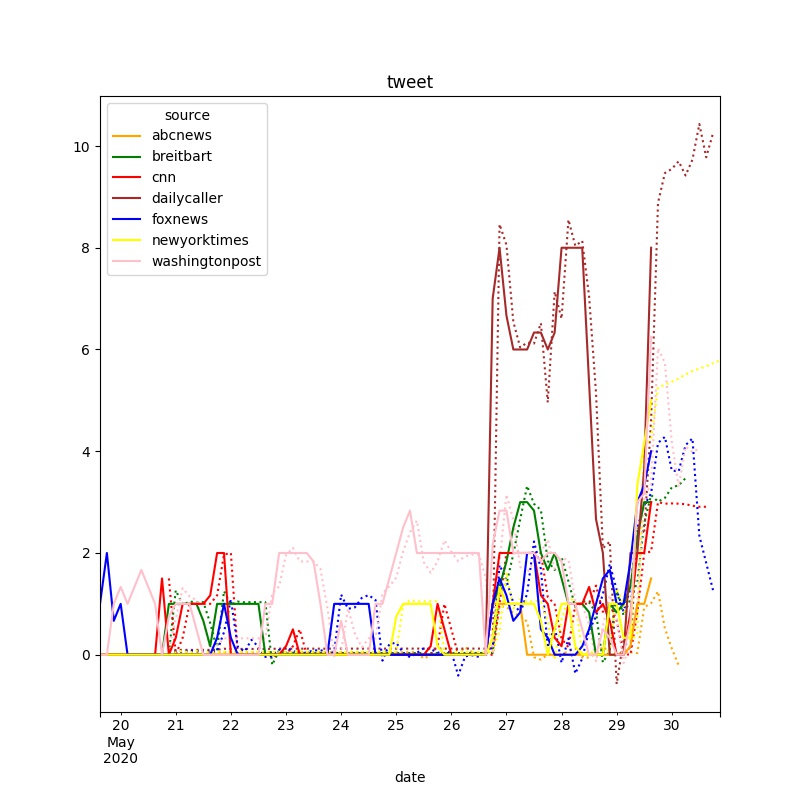 tweet
source
abcnews
breitbart
cnn
dailycaller
foxnews
newyorktimes
washingtonpost
10
8
6
4
2
0
20 21 22 23 24 25 26 27 28 29 30
May
2020
date